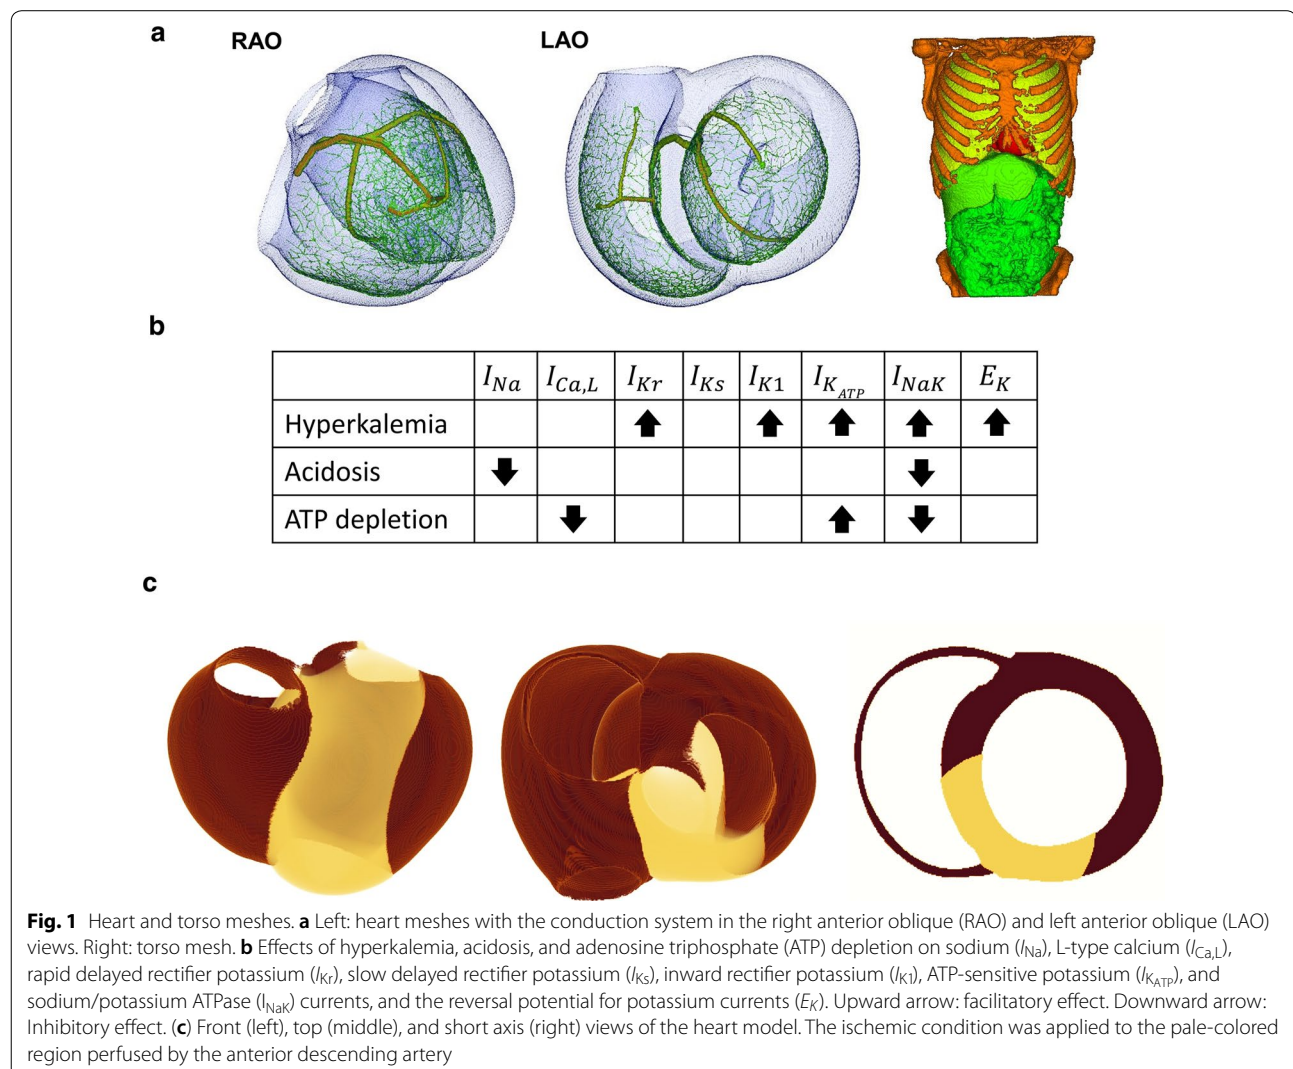 a
RAO
LAO
b
I_Na I_Ca,L I_Kr I_Ks I_K1 I_K_ATP I_NaK E_K
Hyperkalemia ⬆ ⬆ ⬆ ⬆ ⬆
Acidosis ⬇ ⬇
ATP depletion ⬇ ⬆ ⬇
c
Fig. 1 Heart and torso meshes. a Left: heart meshes with the conduction system in the right anterior oblique (RAO) and left anterior oblique (LAO)
views. Right: torso mesh. b Effects of hyperkalemia, acidosis, and adenosine triphosphate (ATP) depletion on sodium (I_Na), L-type calcium (I_Ca,L),
rapid delayed rectifier potassium (I_Kr), slow delayed rectifier potassium (I_Ks), inward rectifier potassium (I_K1), ATP-sensitive potassium (I_K_ATP), and
sodium/potassium ATPase (I_NaK) currents, and the reversal potential for potassium currents (E_K). Upward arrow: facilitatory effect. Downward arrow:
Inhibitory effect. (c) Front (left), top (middle), and short axis (right) views of the heart model. The ischemic condition was applied to the pale-colored
region perfused by the anterior descending artery